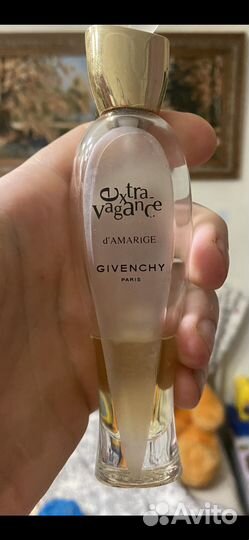 extra-
vagance
d'AMARIGE
GIVENCHY
PARIS
Avito